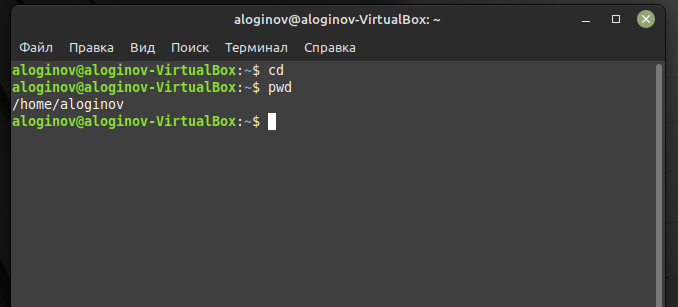 aloginov@aloginov-VirtualBox: ~
Файл Правка Вид Поиск Терминал Справка
aloginov@aloginov-VirtualBox:~$ cd
aloginov@aloginov-VirtualBox:~$ pwd
/home/aloginov
aloginov@aloginov-VirtualBox:~$